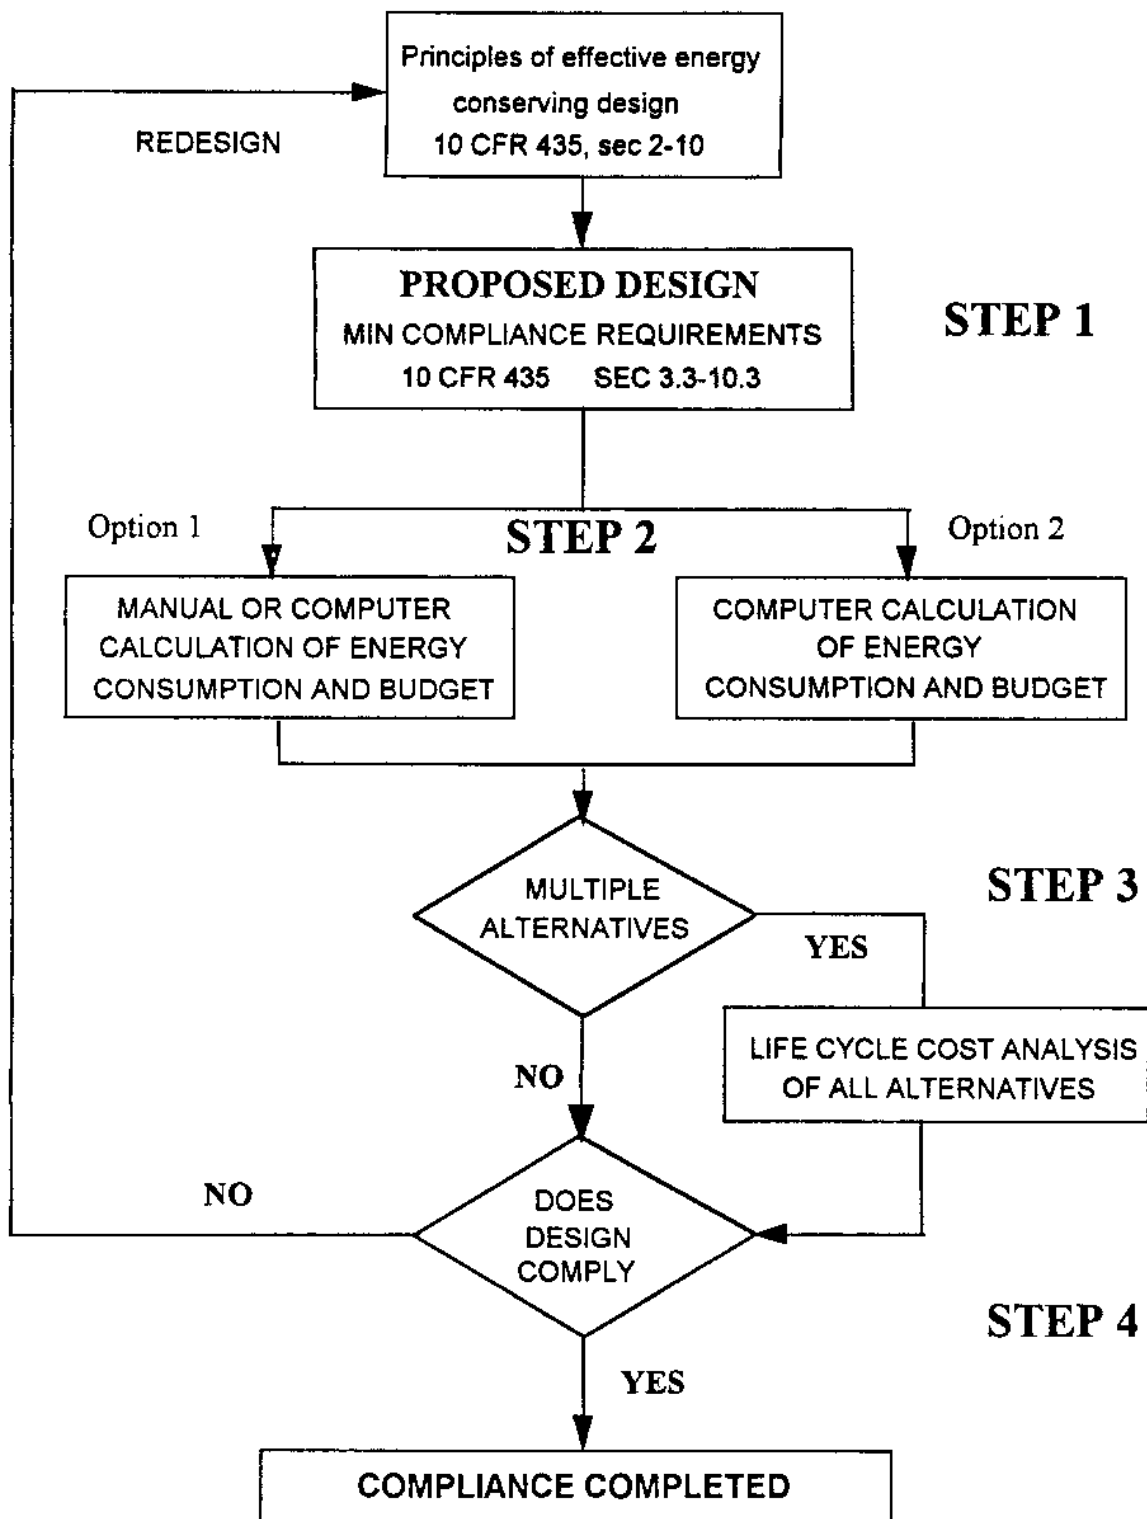 Principles of effective energy
conserving design
10 CFR 435, sec 2-10
REDESIGN
PROPOSED DESIGN
MIN COMPLIANCE REQUIREMENTS
10 CFR 435 SEC 3.3-10.3
STEP 1
Option 1
STEP 2
Option 2
MANUAL OR COMPUTER
CALCULATION OF ENERGY
CONSUMPTION AND BUDGET
COMPUTER CALCULATION
OF ENERGY
CONSUMPTION AND BUDGET
MULTIPLE
ALTERNATIVES
STEP 3
YES
LIFE CYCLE COST ANALYSIS
OF ALL ALTERNATIVES
NO
NO
DOES
DESIGN
COMPLY
STEP 4
YES
COMPLIANCE COMPLETED